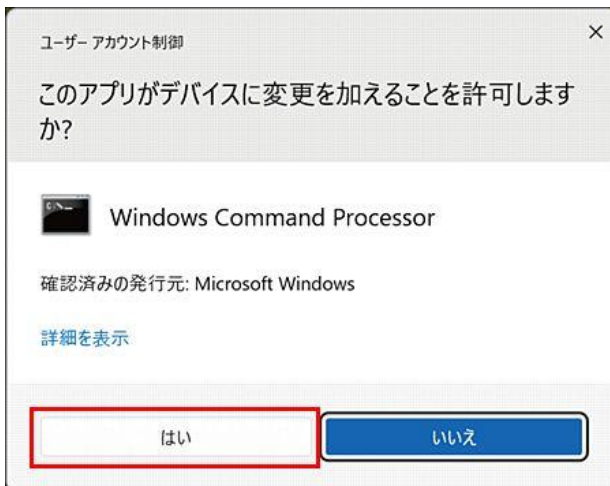 ユーザー アカウント制御
このアプリがデバイスに変更を加えることを許可します
か?
Windows Command Processor
確認済みの発行元: Microsoft Windows
詳細を表示
はい
いいえ